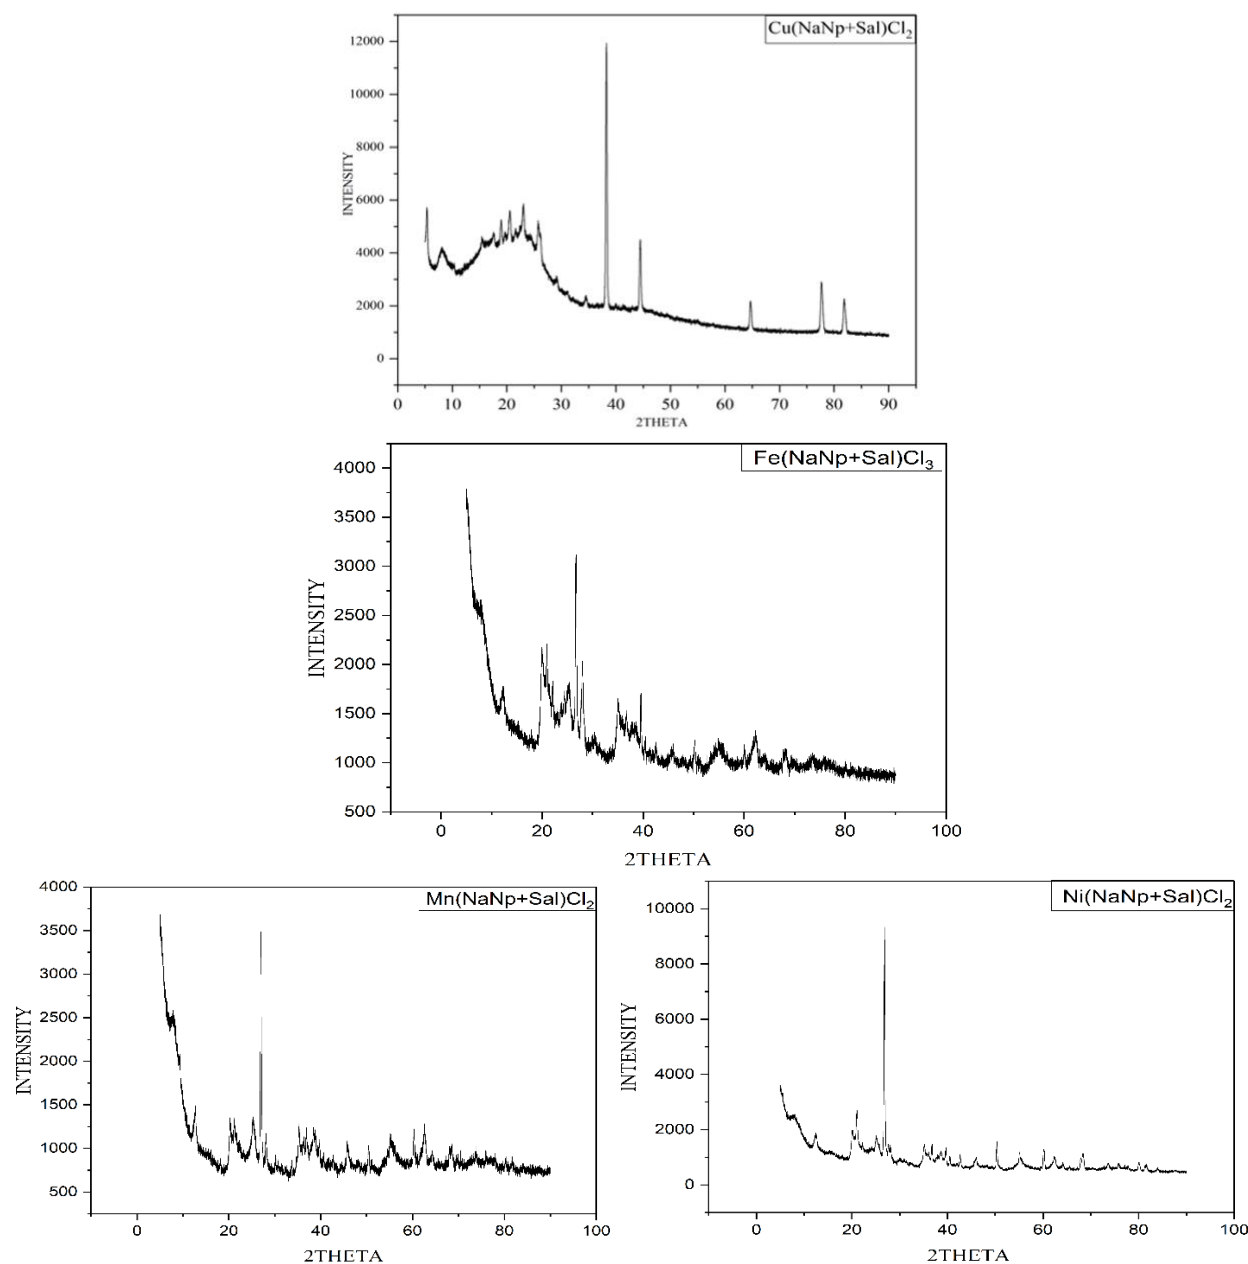 Cu(NaNp+Sal)Cl₂
12000
10000
8000
6000
4000
2000
0
INTENSITY
0 10 20 30 40 50 60 70 80 90
2THETA
Fe(NaNp+Sal)Cl₃
4000
3500
3000
2500
2000
1500
1000
500
INTENSITY
0 20 40 60 80 100
2THETA
Mn(NaNp+Sal)Cl₂
4000
3500
3000
2500
2000
1500
1000
500
INTENSITY
0 20 40 60 80 100
2THETA
Ni(NaNp+Sal)Cl₂
10000
8000
6000
4000
2000
0
INTENSITY
0 20 40 60 80 100
2THETA